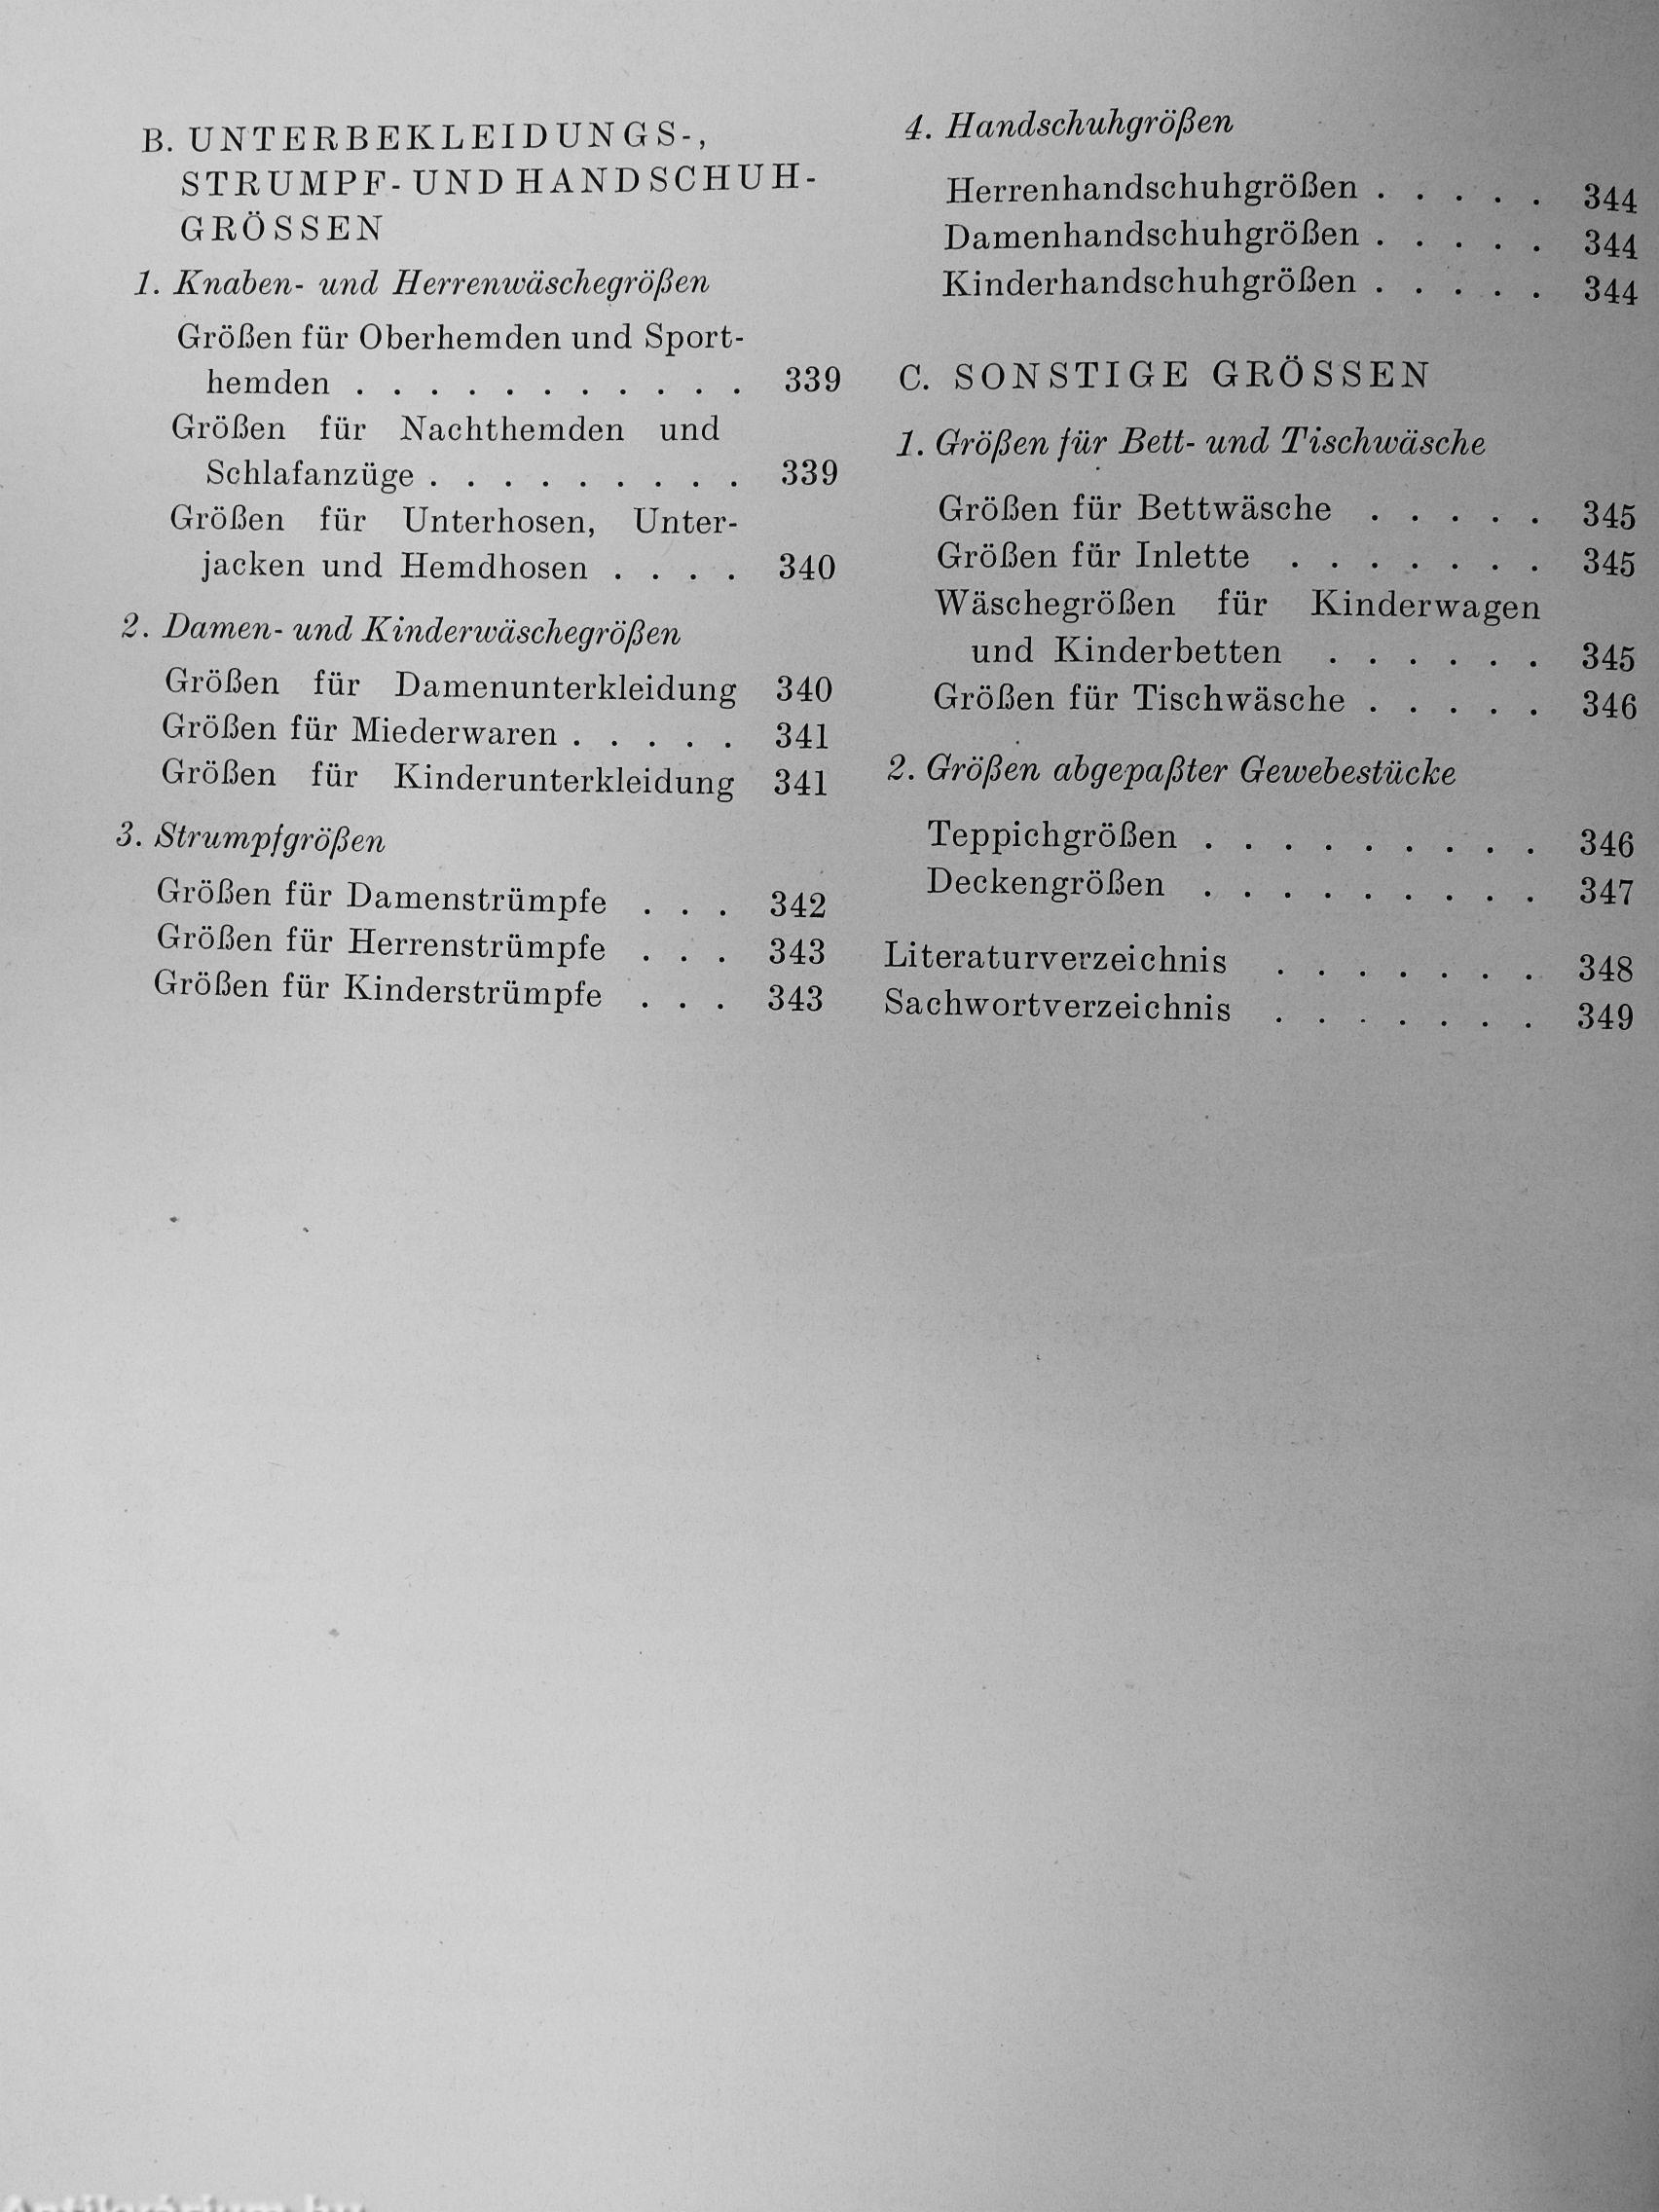 B. UNTERBEKLEIDUNGS-,
STRUMPF- UND HANDSCHUH-
GRÖSSEN
1. Knaben- und Herrenwäschegrößen
Größen für Oberhemden und Sport-
hemden . . . . . . . . . . . 339
Größen für Nachthemden und
Schlafanzüge . . . . . . . . . 339
Größen für Unterhosen, Unter-
jacken und Hemdhosen . . . . 340
2. Damen- und Kinderwäschegrößen
Größen für Damenunterkleidung 340
Größen für Miederwaren . . . . . 341
Größen für Kinderunterkleidung 341
3. Strumpfgrößen
Größen für Damenstrümpfe . . . 342
Größen für Herrenstrümpfe . . . 343
Größen für Kinderstrümpfe . . . 343
4. Handschuhgrößen
Herrenhandschuhgrößen . . . . . 344
Damenhandschuhgrößen . . . . . 344
Kinderhandschuhgrößen . . . . . 344
C. SONSTIGE GRÖSSEN
1. Größen für Bett- und Tischwäsche
Größen für Bettwäsche . . . . . 345
Größen für Inlette . . . . . . . 345
Wäschegrößen für Kinderwagen
und Kinderbetten . . . . . . 345
Größen für Tischwäsche . . . . . 346
2. Größen abgepaßter Gewebestücke
Teppichgrößen . . . . . . . . . 346
Deckengrößen . . . . . . . . . 347
Literaturverzeichnis . . . . . . . 348
Sachwortverzeichnis . . . . . . . 349